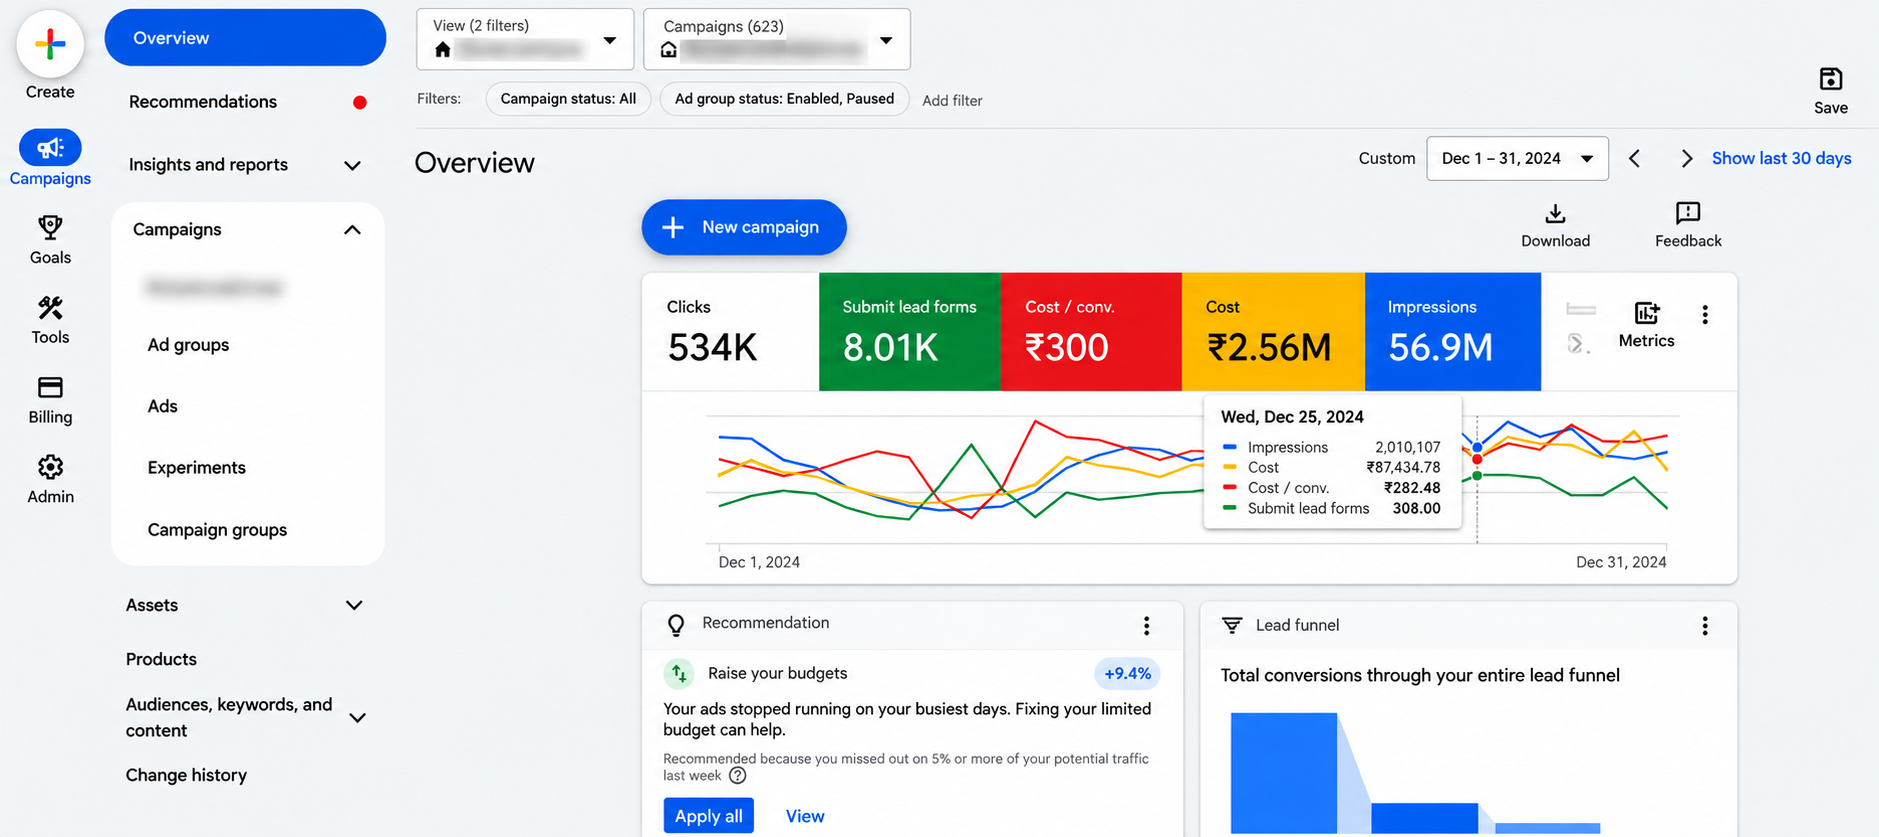 Create
Campaigns
Goals
Tools
Billing
Admin
Overview
Recommendations
Insights and reports
Campaigns
Ad groups
Ads
Experiments
Campaign groups
Assets
Products
Audiences, keywords, and
content
Change history
View (2 filters)
Campaigns (623)
Filters:
Campaign status: All
Ad group status: Enabled, Paused
Add filter
Save
Overview
Custom
Dec 1 – 31, 2024
Show last 30 days
New campaign
Download
Feedback
Clicks
534K
Submit lead forms
8.01K
Cost / conv.
₹300
Cost
₹2.56M
Impressions
56.9M
Metrics
Wed, Dec 25, 2024
Impressions 2,010,107
Cost ₹87,434.78
Cost / conv. ₹282.48
Submit lead forms 308.00
Dec 1, 2024
Dec 31, 2024
Recommendation
Raise your budgets
+9.4%
Your ads stopped running on your busiest days. Fixing your limited
budget can help.
Recommended because you missed out on 5% or more of your potential traffic
last week
Apply all
View
Lead funnel
Total conversions through your entire lead funnel